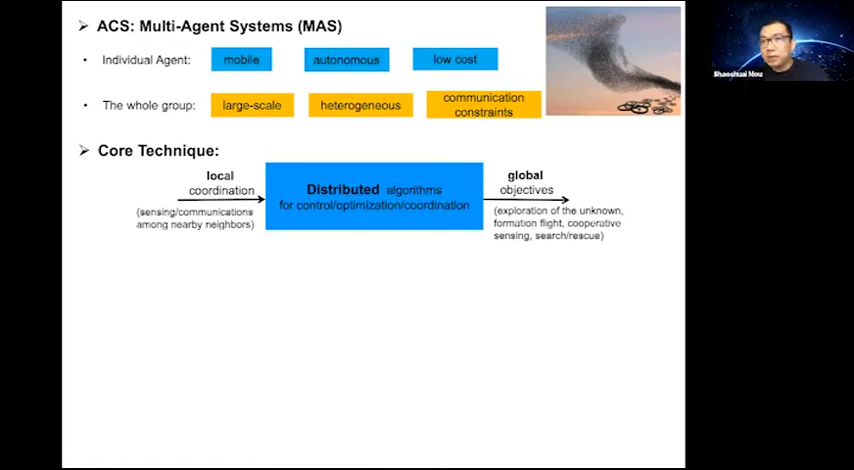 ACS: Multi-Agent Systems (MAS)
Individual Agent: mobile autonomous low cost
The whole group: large-scale heterogeneous communication constraints
Core Technique:
local
coordination
(sensing/communications
among nearby neighbors)
Distributed algorithms
for control/optimization/coordination
global
objectives
(exploration of the unknown,
formation flight, cooperative
sensing, search/rescue)
Shaoshuai Mou